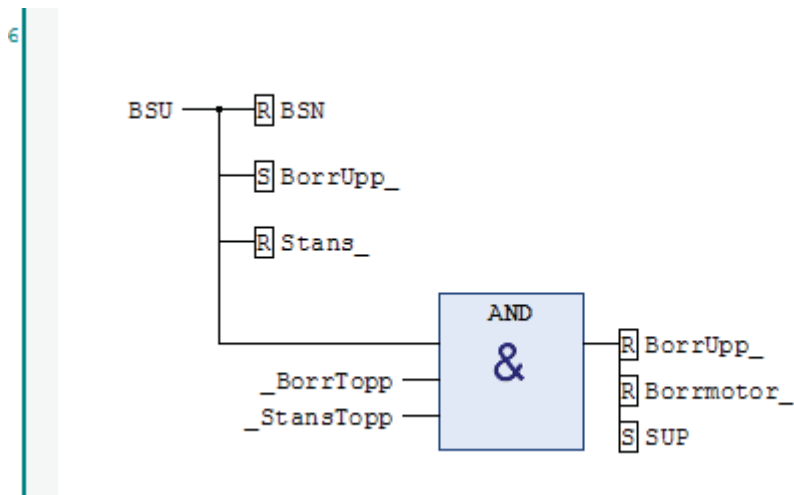 6
BSU R BSN
S BorrUpp_
R Stans_
AND
&
R BorrUpp_
_BorrTopp
R Borrmotor_
_StansTopp
S SUP